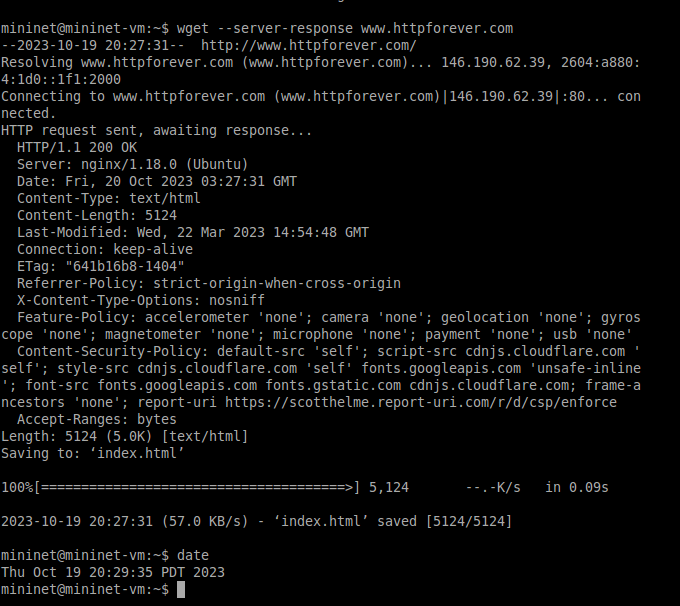 mininet@mininet-vm:~$ wget --server-response www.httpforever.com
--2023-10-19 20:27:31--  http://www.httpforever.com/
Resolving www.httpforever.com (www.httpforever.com)... 146.190.62.39, 2604:a880:
4:1d0::1f1:2000
Connecting to www.httpforever.com (www.httpforever.com)|146.190.62.39|:80... con
nected.
HTTP request sent, awaiting response...
  HTTP/1.1 200 OK
  Server: nginx/1.18.0 (Ubuntu)
  Date: Fri, 20 Oct 2023 03:27:31 GMT
  Content-Type: text/html
  Content-Length: 5124
  Last-Modified: Wed, 22 Mar 2023 14:54:48 GMT
  Connection: keep-alive
  ETag: "641b16b8-1404"
  Referrer-Policy: strict-origin-when-cross-origin
  X-Content-Type-Options: nosniff
  Feature-Policy: accelerometer 'none'; camera 'none'; geolocation 'none'; gyros
cope 'none'; magnetometer 'none'; microphone 'none'; payment 'none'; usb 'none'
  Content-Security-Policy: default-src 'self'; script-src cdnjs.cloudflare.com '
self'; style-src cdnjs.cloudflare.com 'self' fonts.googleapis.com 'unsafe-inline
'; font-src fonts.googleapis.com fonts.gstatic.com cdnjs.cloudflare.com; frame-a
ncestors 'none'; report-uri https://scotthelme.report-uri.com/r/d/csp/enforce
  Accept-Ranges: bytes
Length: 5124 (5.0K) [text/html]
Saving to: ‘index.html’
100%[======================================>] 5,124       --.-K/s   in 0.09s
2023-10-19 20:27:31 (57.0 KB/s) - ‘index.html’ saved [5124/5124]
mininet@mininet-vm:~$ date
Thu Oct 19 20:29:35 PDT 2023
mininet@mininet-vm:~$